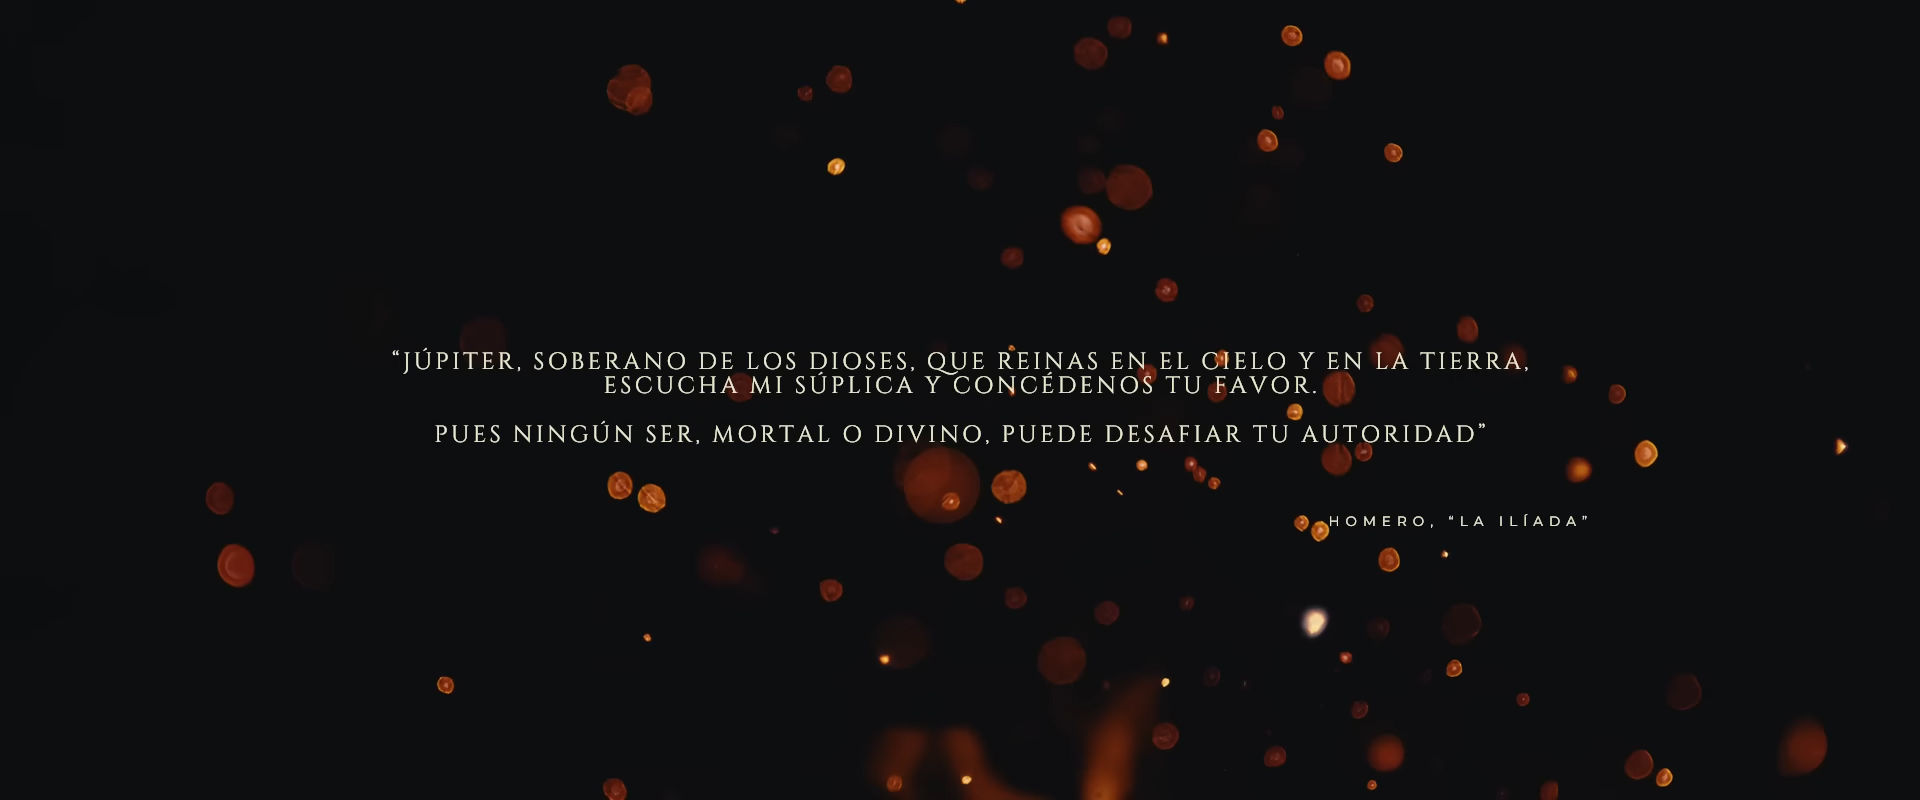 “JÚPITER, SOBERANO DE LOS DIOSES, QUE REINAS EN EL CIELO Y EN LA TIERRA,
ESCUCHA MI SÚPLICA Y CONCÉDENOS TU FAVOR.
PUES NINGÚN SER, MORTAL O DIVINO, PUEDE DESAFIAR TU AUTORIDAD”
HOMERO, “LA ILÍADA”